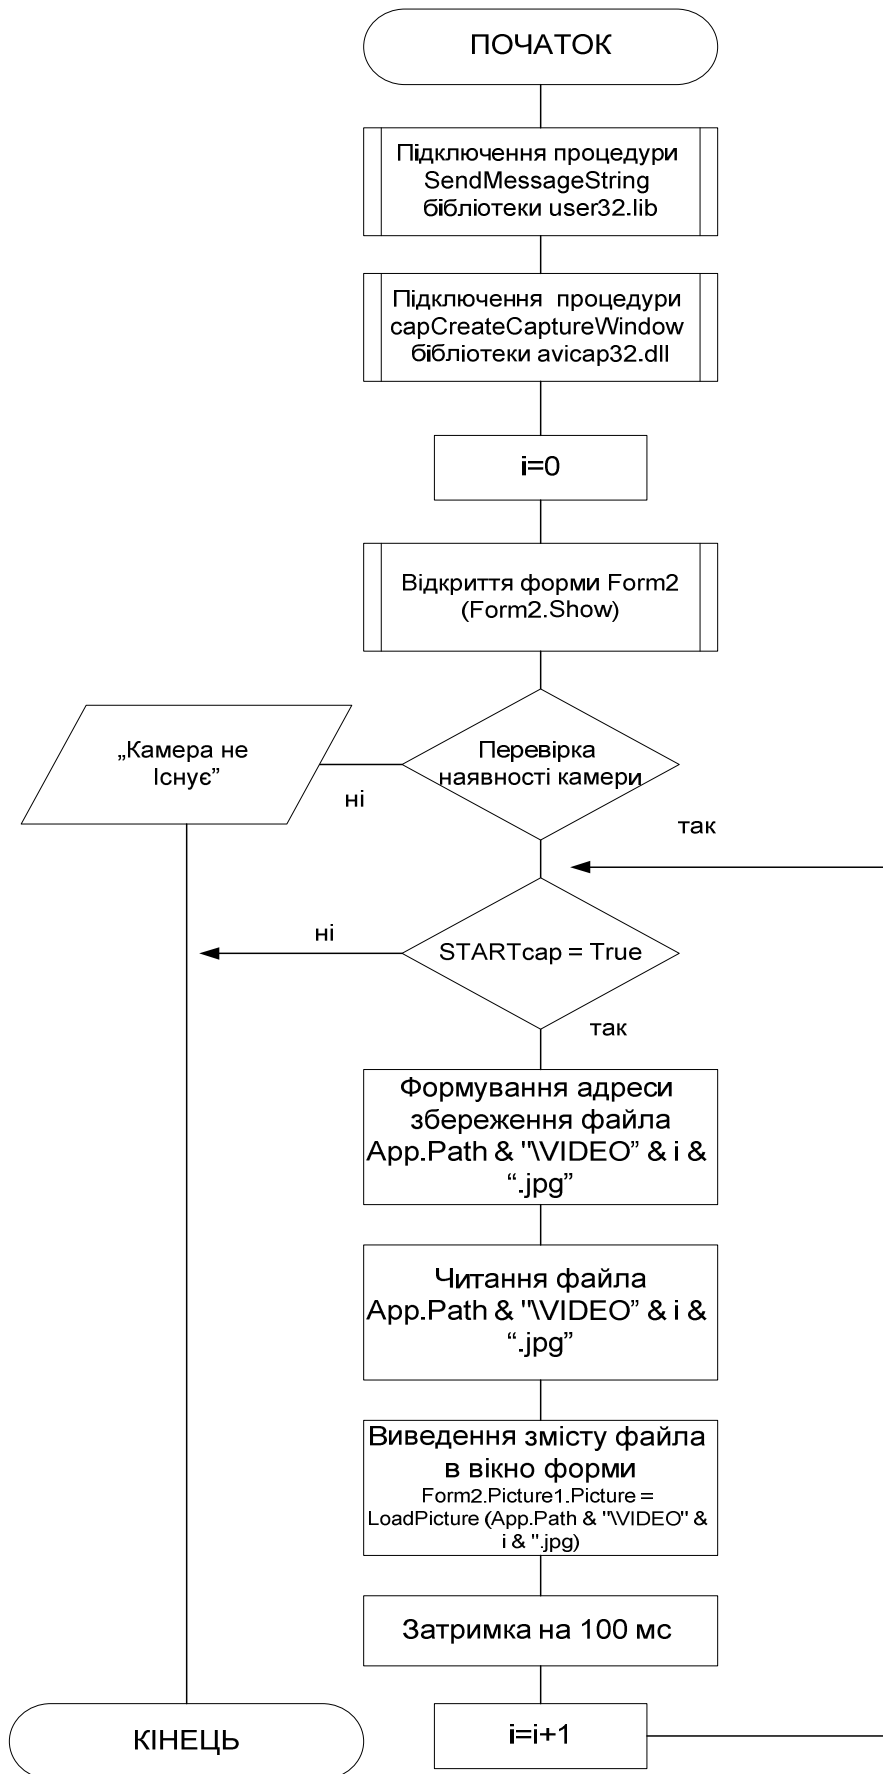 ПОЧАТОК
Підключення процедури
SendMessageString
бібліотеки user32.lib
Підключення процедури
capCreateCaptureWindow
бібліотеки avicap32.dll
i=0
Відкриття форми Form2
(Form2.Show)
„Камера не
Існує”
Перевірка
наявності камери
ні
так
ні
STARTcap = True
так
Формування адреси
збереження файла
App.Path & "\VIDEO” & i &
“.jpg”
Читання файла
App.Path & "\VIDEO” & i &
“.jpg”
Виведення змісту файла
в вікно форми
Form2.Picture1.Picture =
LoadPicture (App.Path & "\VIDEO" &
i & ".jpg)
Затримка на 100 мс
КІНЕЦЬ
i=i+1